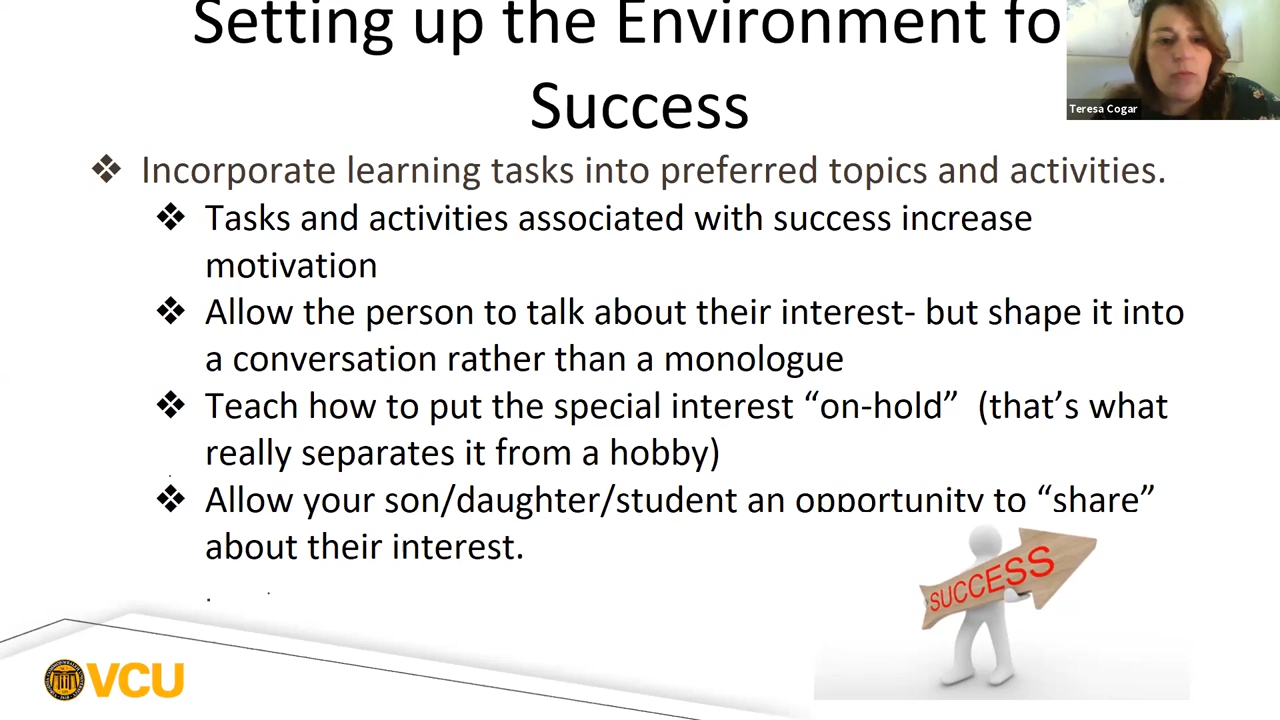 Setting up the Environment fo
Success
Teresa Cogar
❖ Incorporate learning tasks into preferred topics and activities.
❖ Tasks and activities associated with success increase
motivation
❖ Allow the person to talk about their interest- but shape it into
a conversation rather than a monologue
❖ Teach how to put the special interest “on-hold”  (that’s what
really separates it from a hobby)
❖ Allow your son/daughter/student an opportunity to “share”
about their interest.
SUCCESS
VCU